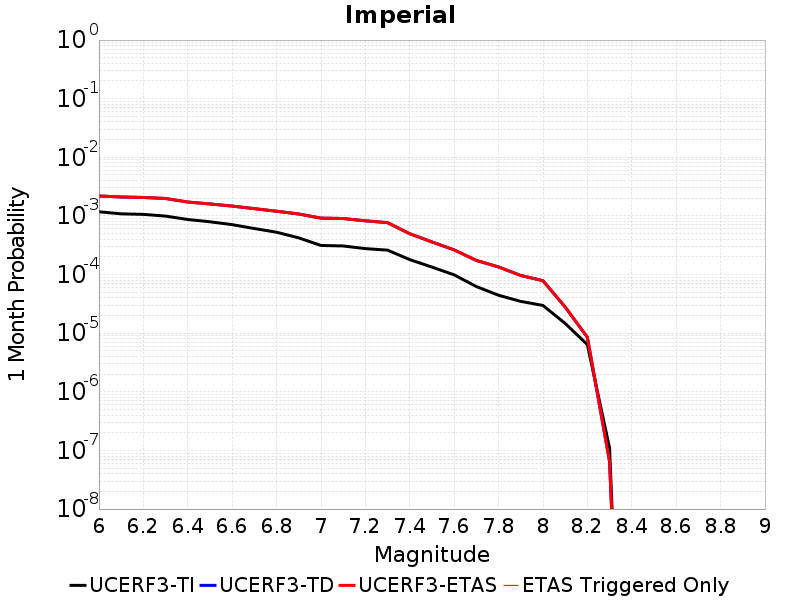 Imperial
1 Month Probability
10^0
10^-1
10^-2
10^-3
10^-4
10^-5
10^-6
10^-7
10^-8
6 6.2 6.4 6.6 6.8 7 7.2 7.4 7.6 7.8 8 8.2 8.4 8.6 8.8 9
Magnitude
UCERF3-TI UCERF3-TD UCERF3-ETAS ETAS Triggered Only